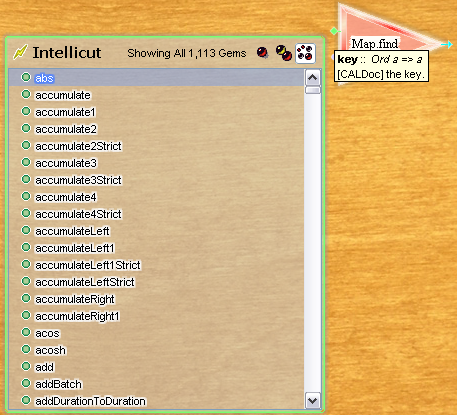 Intellicut Showing All 1,113 Gems
Map.find
key :: Ord a => a
[CALDoc] the key.
abs
accumulate
accumulate1
accumulate2
accumulate2Strict
accumulate3
accumulate3Strict
accumulate4
accumulate4Strict
accumulateLeft
accumulateLeft1
accumulateLeft1Strict
accumulateLeftStrict
accumulateRight
accumulateRight1
acos
acosh
add
addBatch
addDurationToDuration